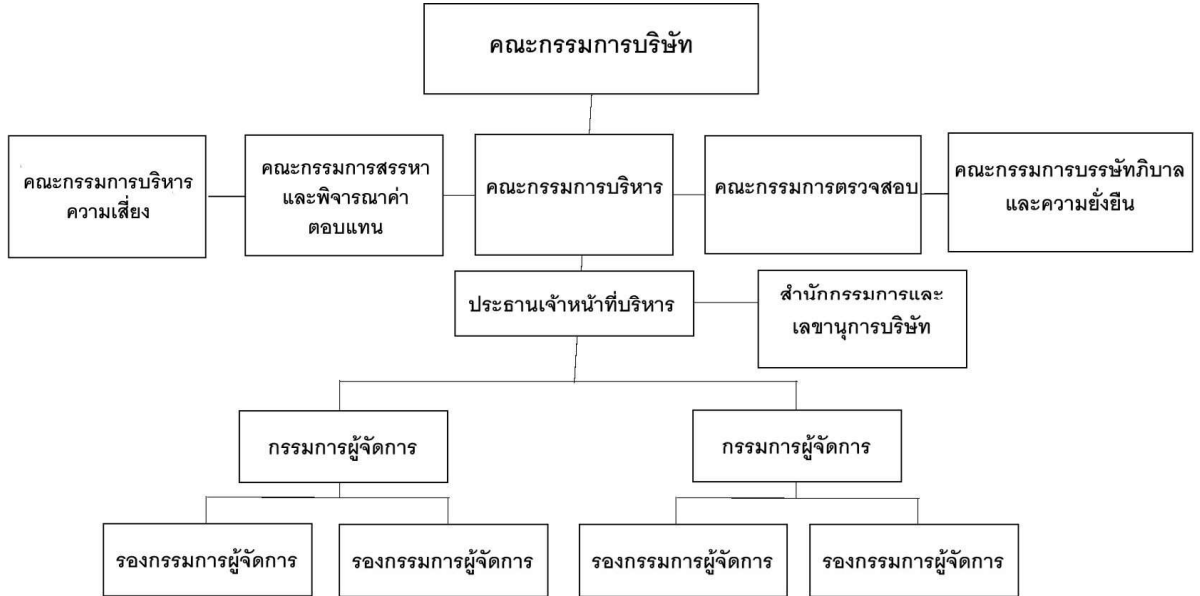 คณะกรรมการบริษัท
คณะกรรมการบริหาร
ความเสี่ยง
คณะกรรมการสรรหา
และพิจารณาค่า
ตอบแทน
คณะกรรมการบริหาร
คณะกรรมการตรวจสอบ
คณะกรรมการบรรษัทภิบาล
และความยั่งยืน
ประธานเจ้าหน้าที่บริหาร
สำนักกรรมการและ
เลขานุการบริษัท
กรรมการผู้จัดการ
กรรมการผู้จัดการ
รองกรรมการผู้จัดการ
รองกรรมการผู้จัดการ
รองกรรมการผู้จัดการ
รองกรรมการผู้จัดการ